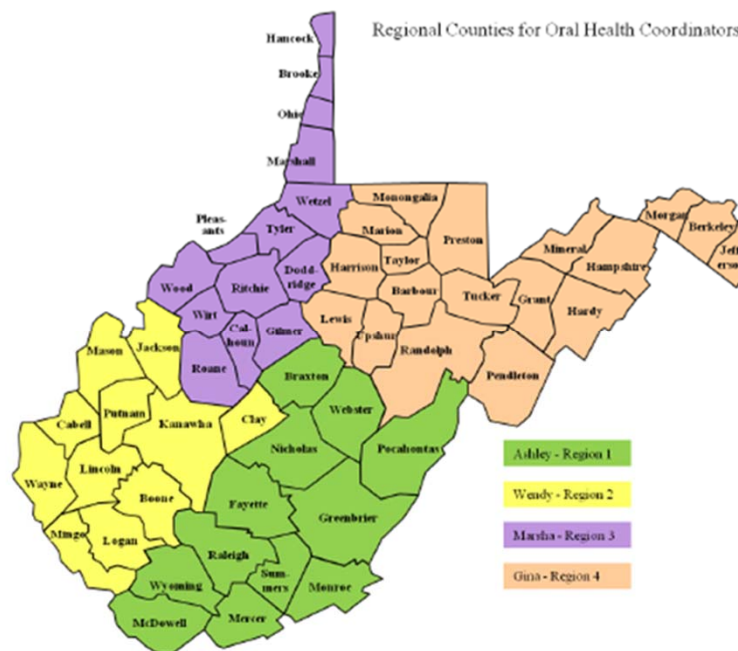 Regional Counties for Oral Health Coordinators
Hancock
Brooke
Ohio
Marshall
Wetzel
Monongalia
Marion
Preston
Pleas-
ants
Tyler
Harrison
Taylor
Dodd-
ridge
Barbour
Tucker
Mineral
Morgan
Berkeley
Jeff
erson
Hampshire
Grant
Hardy
Wood
Ritchie
Wirt
Cal-
houn
Gilmer
Lewis
Upshur
Randolph
Pendleton
Roane
Mason
Jackson
Braxton
Webster
Clay
Putnam
Cabell
Kanawha
Nicholas
Pocahontas
Wayne
Lincoln
Boone
Fayette
Greenbrier
Mingo
Logan
Raleigh
Wyoming
Sum-
mers
Monroe
McDowell
Mercer
Ashley - Region 1
Wendy - Region 2
Marsha - Region 3
Gina - Region 4